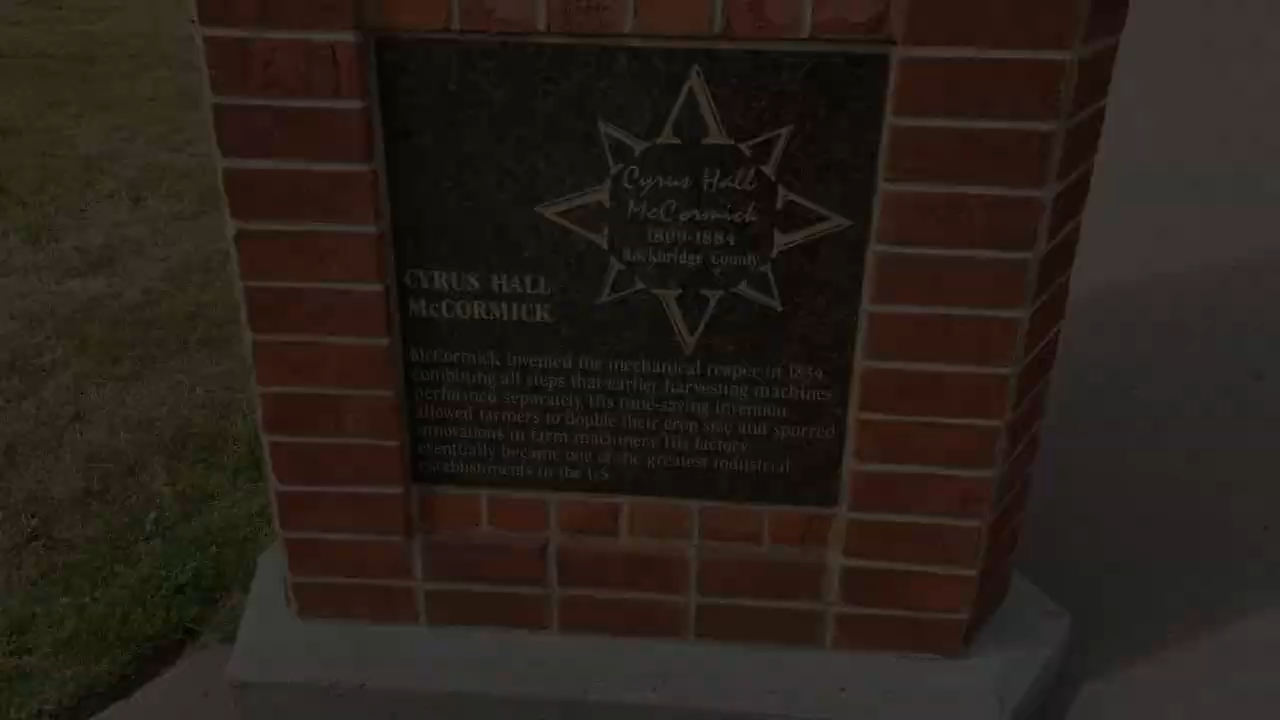 Cyrus Hall
McCormick
1809-1884
Rockbridge County
CYRUS HALL
McCORMICK
McCormick invented the mechanical reaper in 1834,
combining all steps that earlier harvesting machines
performed separately. His time-saving invention
allowed farmers to double their crop size and spurred
innovations in farm machinery. His factory
eventually became one of the greatest industrial
establishments in the US.